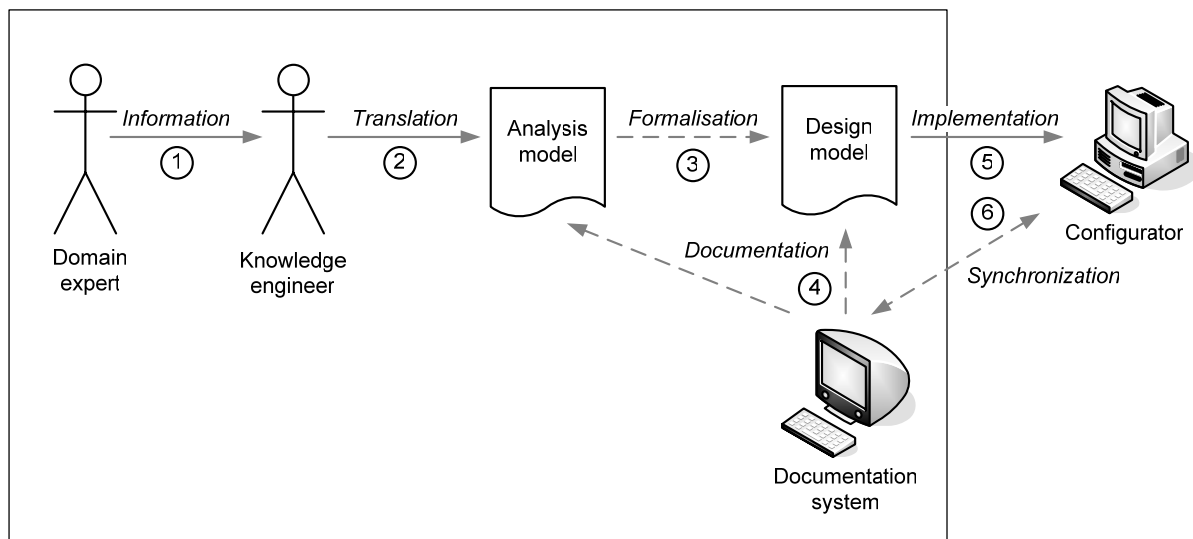 Information
1
Translation
2
Analysis
model
Formalisation
3
Design
model
Implementation
5
6
Configurator
Domain
expert
Knowledge
engineer
Documentation
4
Synchronization
Documentation
system